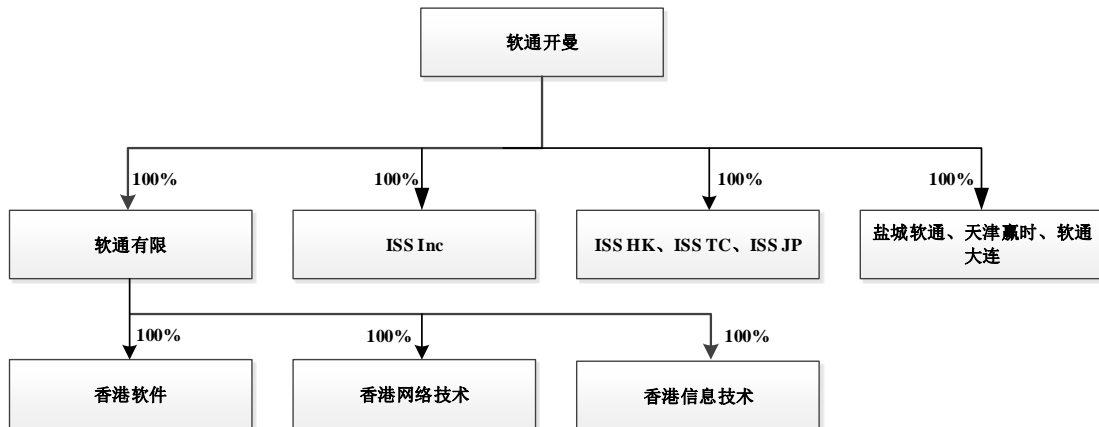 软通开曼
100%
100%
100%
100%
软通有限
ISS Inc
ISS HK、ISS TC、ISS JP
盐城软通、天津赢时、软通
大连
100%
100%
100%
香港软件
香港网络技术
香港信息技术